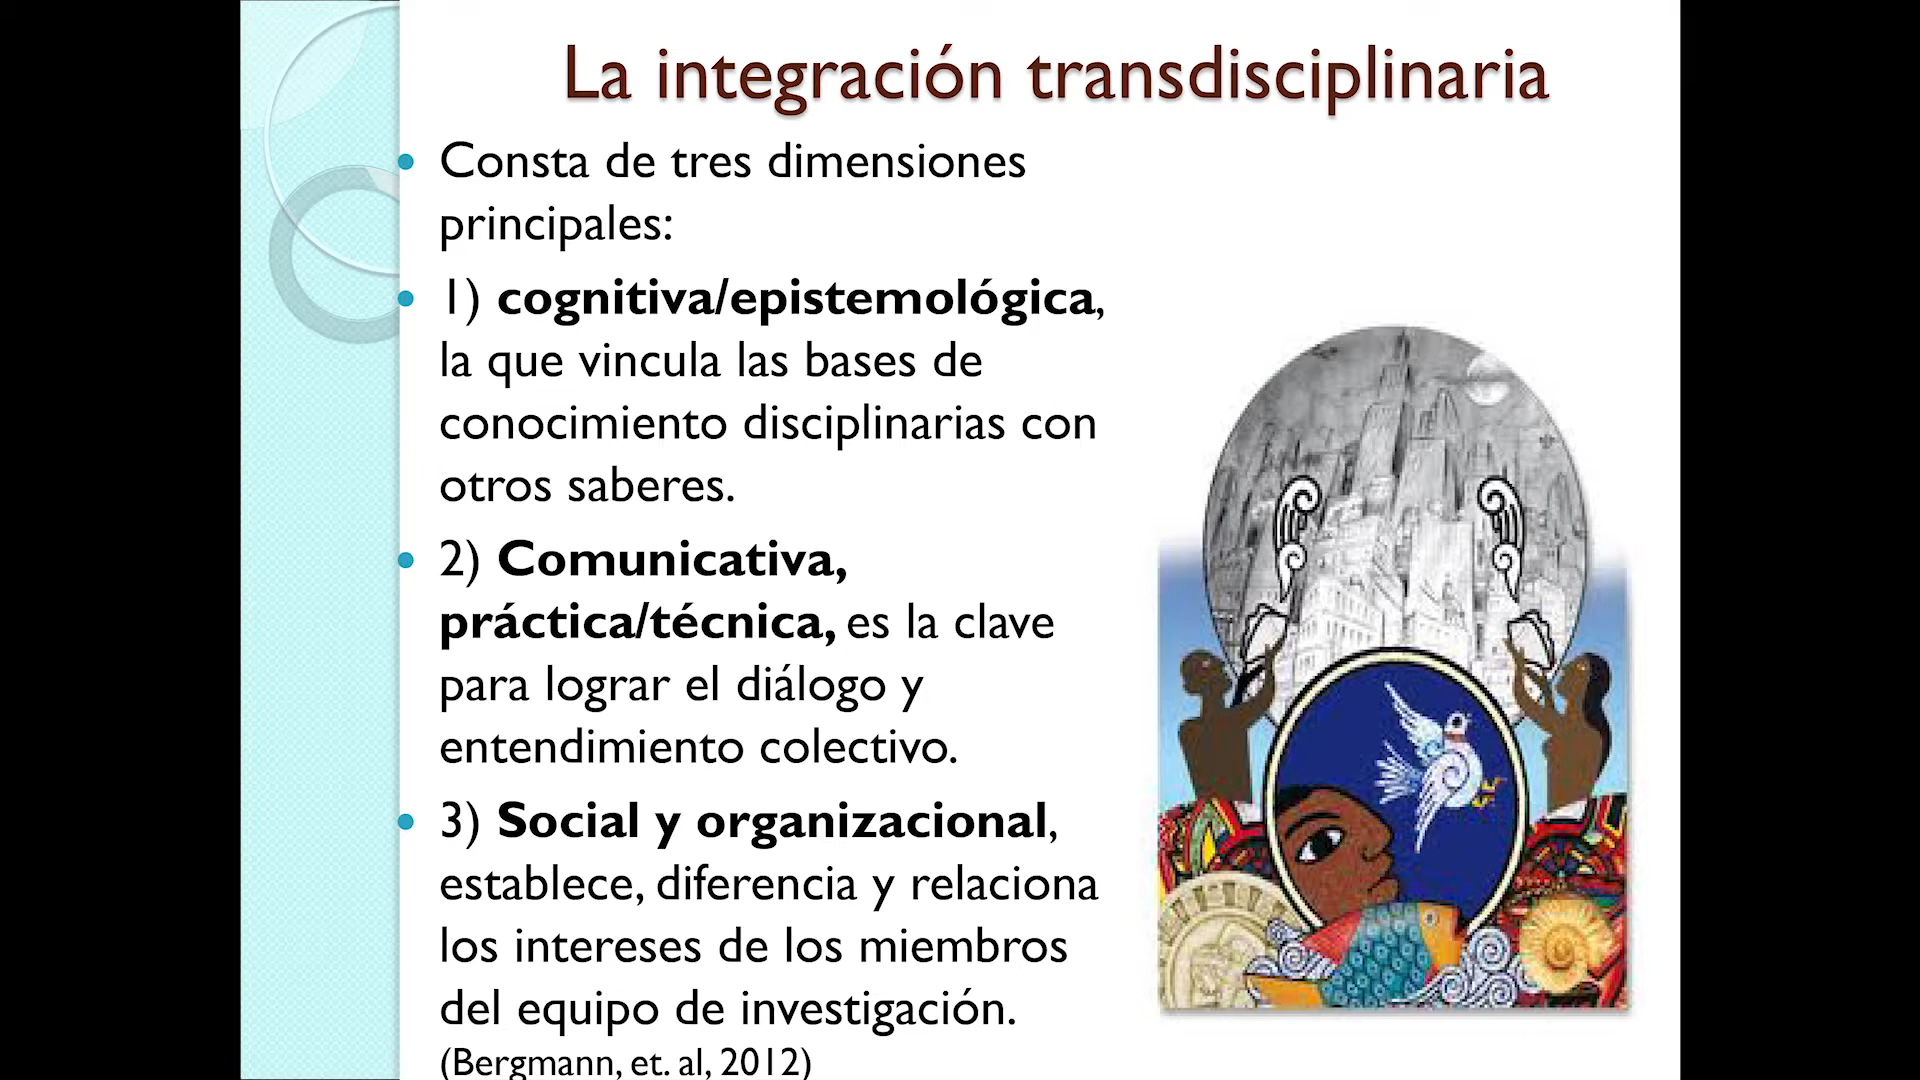 La integración transdisciplinaria
Consta de tres dimensiones
principales:
1) cognitiva/epistemológica,
la que vincula las bases de
conocimiento disciplinarias con
otros saberes.
2) Comunicativa,
práctica/técnica, es la clave
para lograr el diálogo y
entendimiento colectivo.
3) Social y organizacional,
establece, diferencia y relaciona
los intereses de los miembros
del equipo de investigación.
(Bergmann, et. al, 2012)